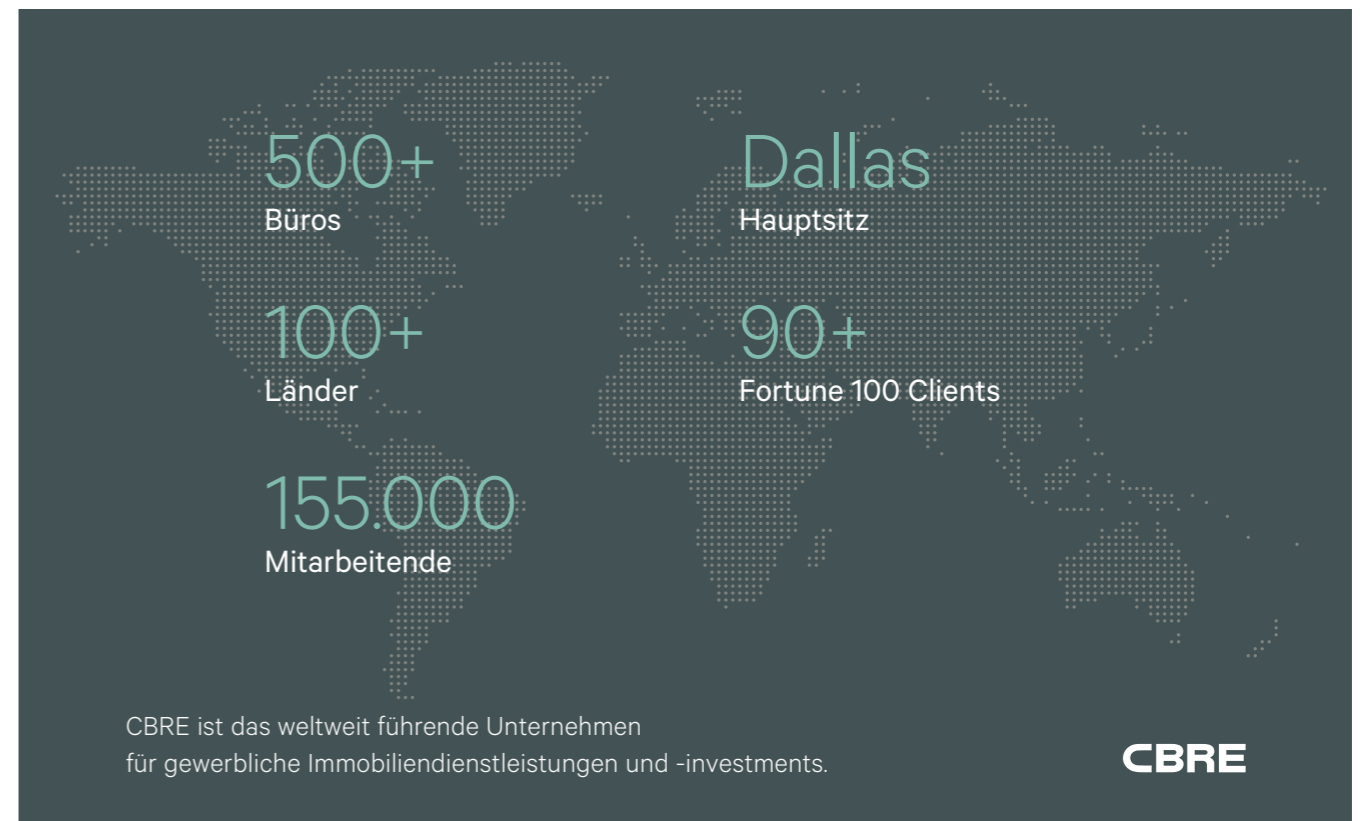 500+
Büros
Dallas
Hauptsitz
100+
Länder
90+
Fortune 100 Clients
155.000
Mitarbeitende
CBRE ist das weltweit führende Unternehmen
für gewerbliche Immobiliendienstleistungen und -investments.
CBRE